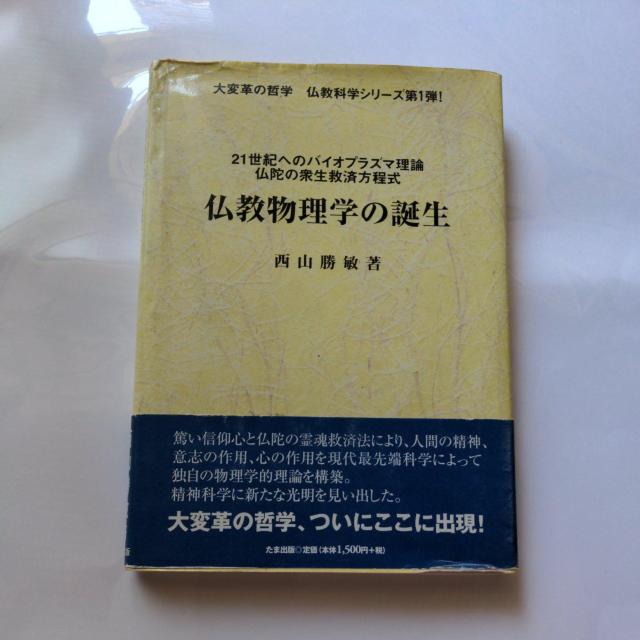 大変革の哲学 仏教科学シリーズ第1弾!
21世紀へのバイオプラズマ理論
仏陀の衆生救済方程式
仏教物理学の誕生
西山勝敏著
篤い信仰心と仏陀の霊魂救済法により、人間の精神、
意志の作用、心の作用を現代最先端科学によって
独自の物理学的理論を構築。
精神科学に新たな光明を見い出した。
大変革の哲学、ついにここに出現!
たま出版◎定価(本体1,500円+税)
版